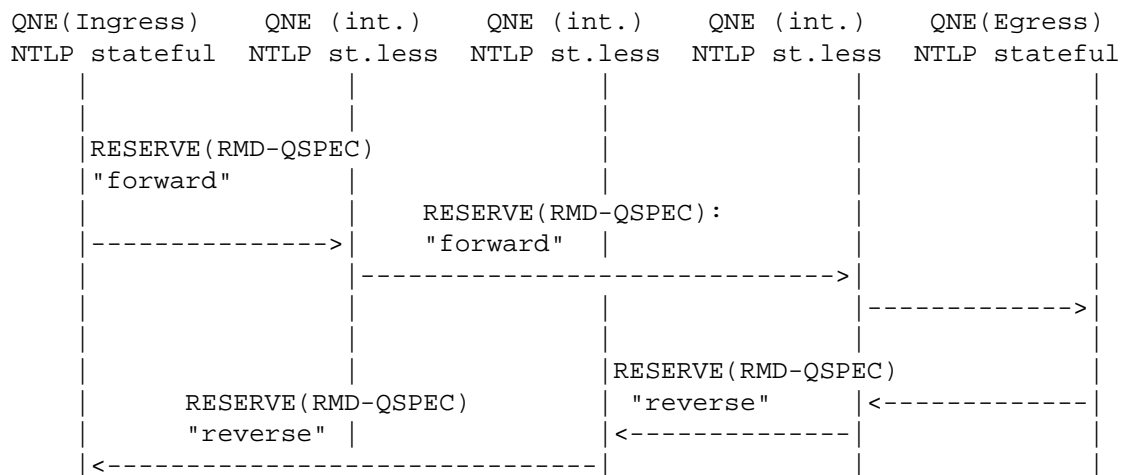 QNE(Ingress) QNE (int.) QNE (int.) QNE (int.) QNE(Egress)
NTLP stateful NTLP st.less NTLP st.less NTLP st.less NTLP stateful
RESERVE(RMD-QSPEC)
"forward"
RESERVE(RMD-QSPEC):
"forward"
RESERVE(RMD-QSPEC)
RESERVE(RMD-QSPEC) "reverse"
"reverse"